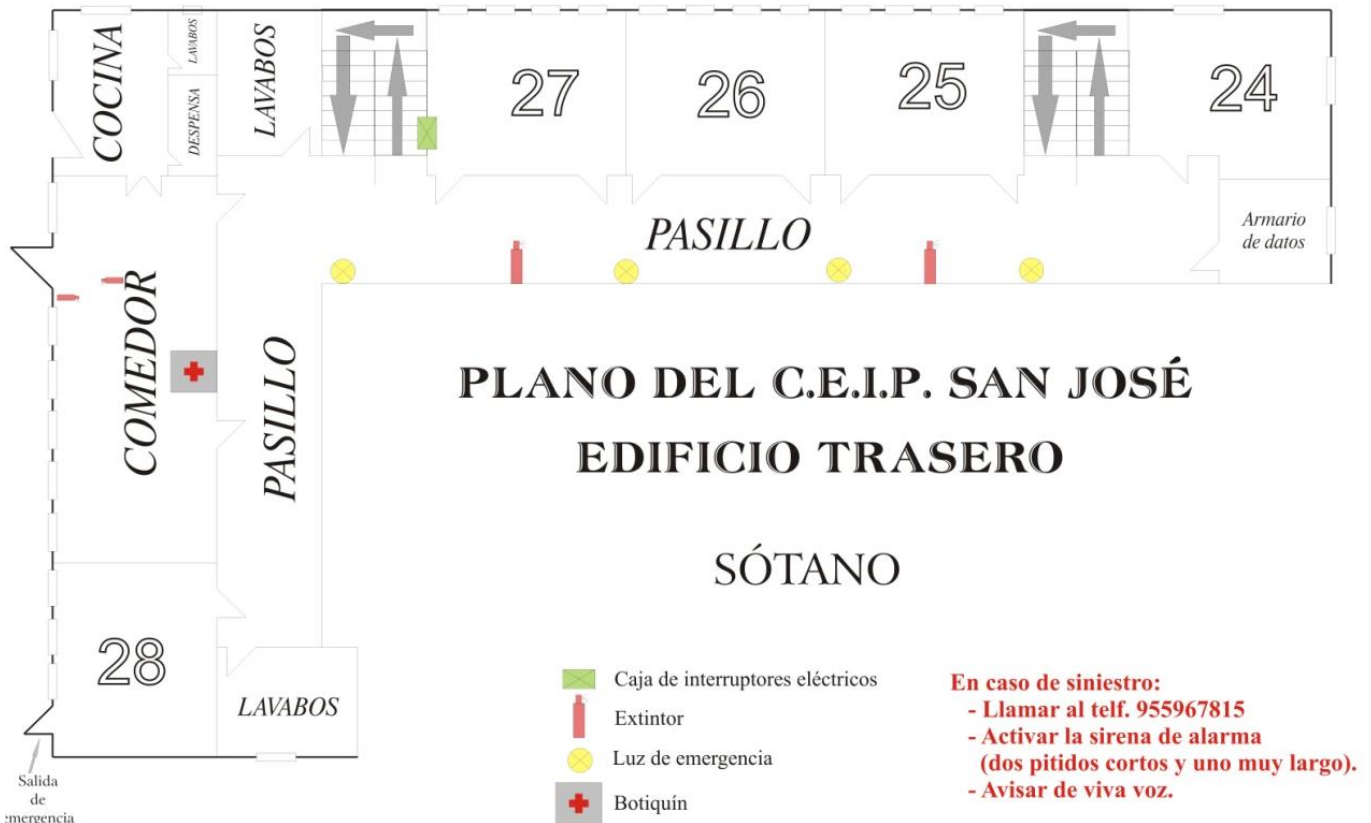 COCINA
LAVABOS
DESPENSA
LAVABOS
27
26
25
24
PASILLO
Armario
de datos
COMEDOR
PASILLO
PLANO DEL C.E.I.P. SAN JOSÉ
EDIFICIO TRASERO
SÓTANO
28
LAVABOS
Salida
de
emergencia
Caja de interruptores eléctricos
Extintor
Luz de emergencia
Botiquín
En caso de siniestro:
- Llamar al telf. 955967815
- Activar la sirena de alarma
(dos pitidos cortos y uno muy largo).
- Avisar de viva voz.